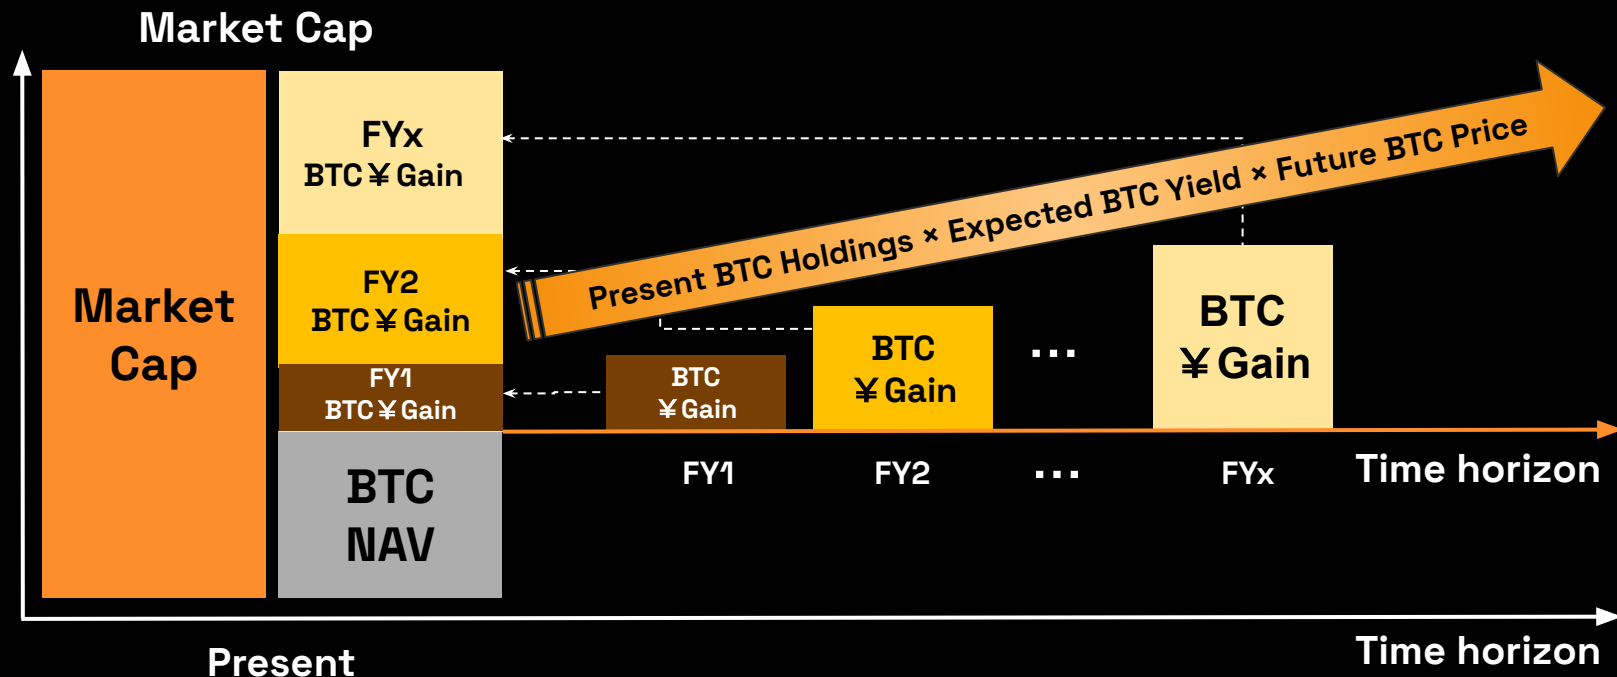 Market Cap
Market
Cap
FYx
BTC ¥ Gain
FY2
BTC ¥ Gain
FY1
BTC ¥ Gain
BTC
NAV
Present BTC Holdings × Expected BTC Yield × Future BTC Price
BTC
¥ Gain
BTC
¥ Gain
...
BTC
¥ Gain
FY1
FY2
...
FYx
Time horizon
Present
Time horizon